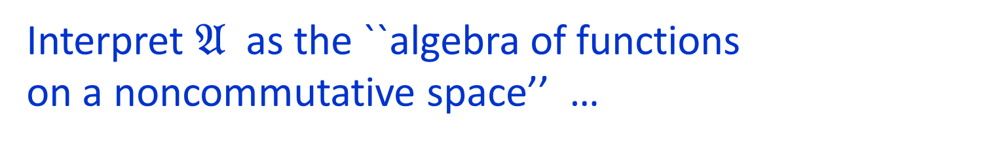 Interpret 𝔄 as the ``algebra of functions
on a noncommutative space’’ …